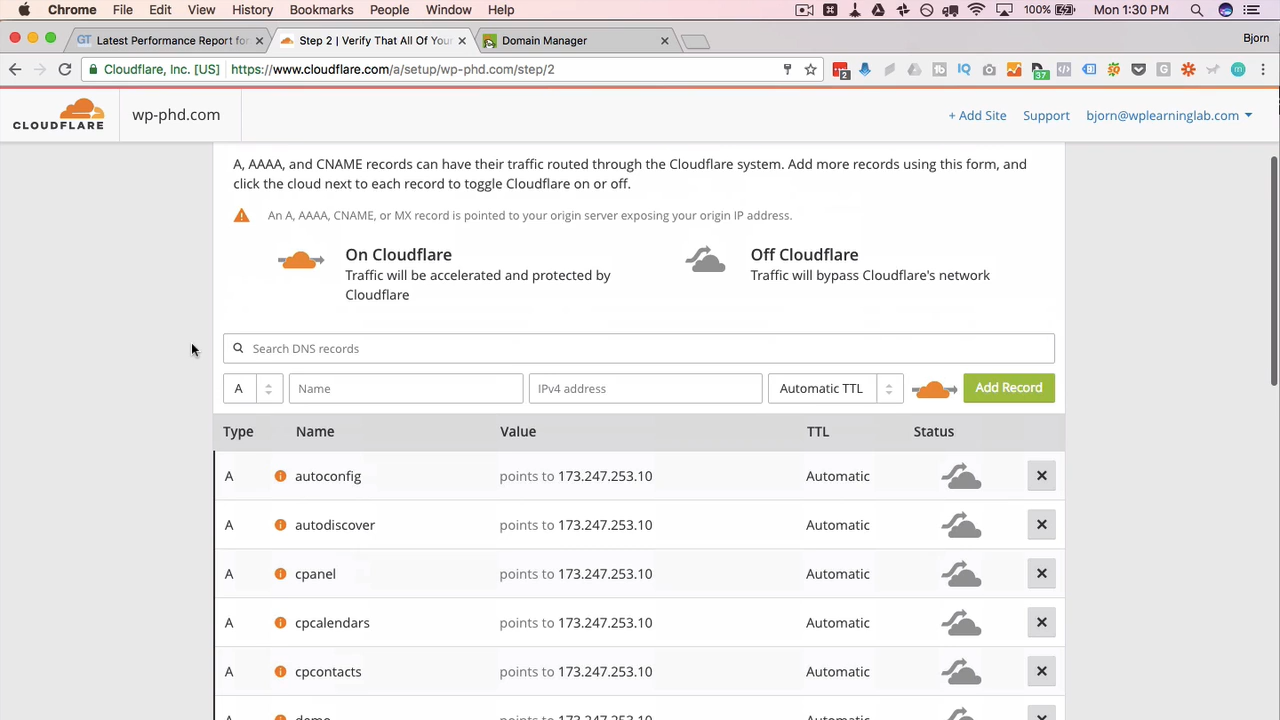 Chrome File Edit View History Bookmarks People Window Help 100% Mon 1:30 PM
GT Latest Performance Report for Step 2 | Verify That All Of Your Domain Manager Bjorn
Cloudflare, Inc. [US] https://www.cloudflare.com/a/setup/wp-phd.com/step/2
2 IQ 37 G m
CLOUDFLARE wp-phd.com + Add Site Support bjorn@wplearninglab.com
A, AAAA, and CNAME records can have their traffic routed through the Cloudflare system. Add more records using this form, and
click the cloud next to each record to toggle Cloudflare on or off.
An A, AAAA, CNAME, or MX record is pointed to your origin server exposing your origin IP address.
On Cloudflare
Traffic will be accelerated and protected by
Cloudflare
Off Cloudflare
Traffic will bypass Cloudflare's network
Search DNS records
A Name IPv4 address Automatic TTL Add Record
Type Name Value TTL Status
A autoconfig points to 173.247.253.10 Automatic
A autodiscover points to 173.247.253.10 Automatic
A cpanel points to 173.247.253.10 Automatic
A cpcalendars points to 173.247.253.10 Automatic
A cpcontacts points to 173.247.253.10 Automatic
A demo